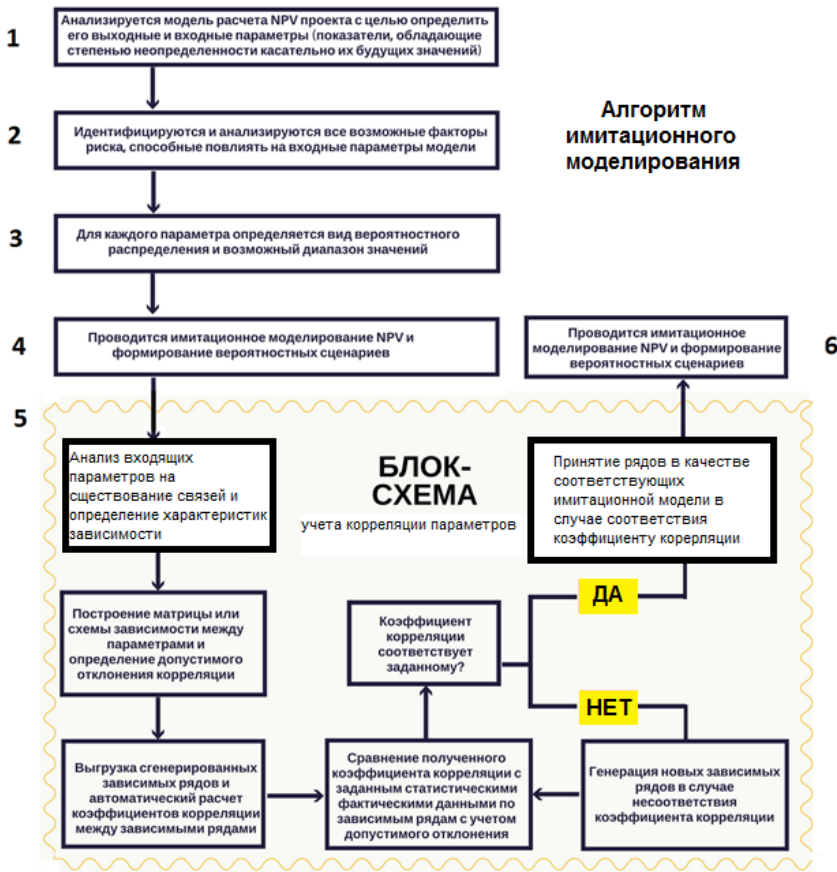 1
Анализируется модель расчета NPV проекта с целью определить
его выходные и входные параметры (показатели, обладающие
степенью неопределенности касательно их будущих значений)
Алгоритм
имитационного
моделирования
2
Идентифицируются и анализируются все возможные факторы
риска, способные повлиять на входные параметры модели
3
Для каждого параметра определяется вид вероятностного
распределения и возможный диапазон значений
4
Проводится имитационное моделирование NPV и
формирование вероятностных сценариев
Проводится имитационное
моделирование NPV и формирование
вероятностных сценариев
6
5
Анализ входящих
параметров на
сществование связей и
определение характеристик
зависимости
БЛОК-
СХЕМА
учета корреляции параметров
Принятие рядов в качестве
соответствующих
имитационной модели в
случае соответствия
коэффициенту корерляции
Построение матрицы или
схемы зависимости между
параметрами и
определение допустимого
отклонения корреляции
Коэффициент
корреляции
соответствует
заданному?
ДА
НЕТ
Выгрузка сгенерированных
зависимых рядов и
автоматический расчет
коэффициентов корреляции
между зависимыми рядами
Сравнение полученного
коэффициента корреляции с
заданным статистическими
фактическими данными по
зависимым рядам с учетом
допустимого отклонения
Генерация новых зависимых
рядов в случае
несоответствия
коэффициента корреляции